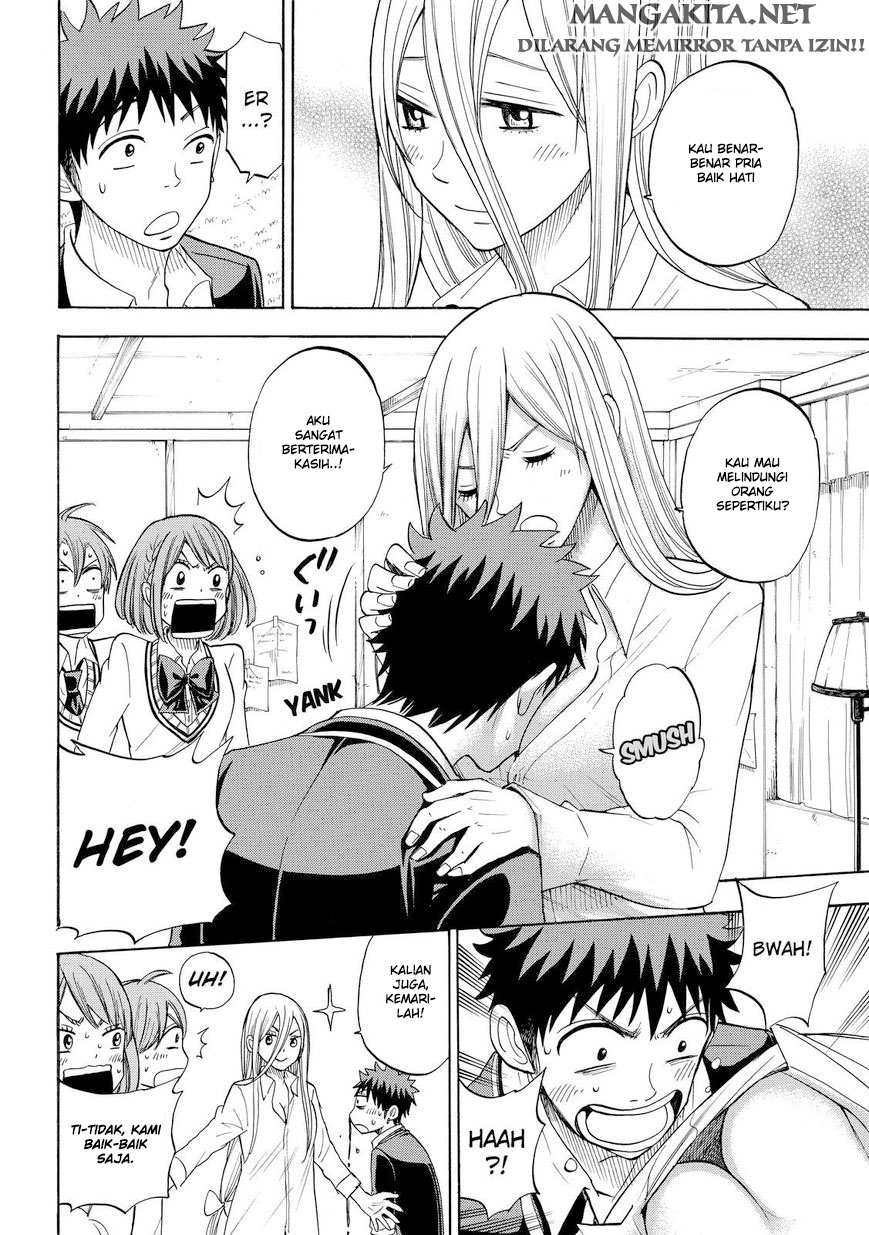 MANGAKITA.NET
DILARANG MEMIRROR TANPA IZIN!!
ER
...?
KAU BENAR-
BENAR PRIA
BAIK HATI
AKU
SANGAT
BERTERIMA-
KASIH..!
KAU MAU
MELINDUNGI
ORANG
SEPERTIKU?
ぐいっ
YANK
SMUSH
HEY!
UH!
KALIAN
JUGA,
KEMARI-
LAH!
TI-TIDAK, KAMI
BAIK-BAIK
SAJA.
BWAH!
HAAH
?!